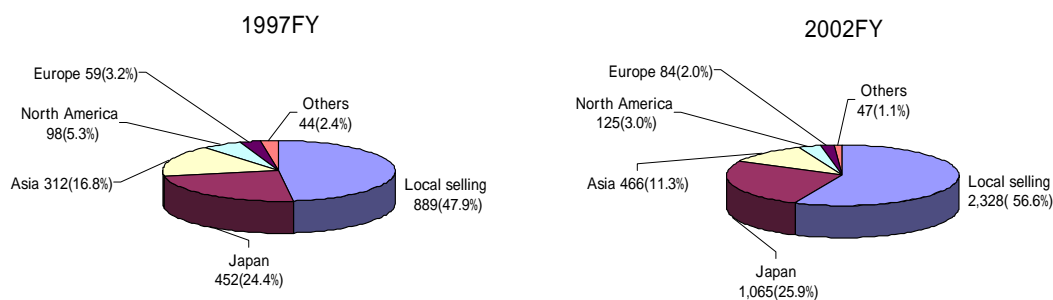 1997FY
Europe 59(3.2%)
Others
44(2.4%)
North America
98(5.3%)
Asia 312(16.8%)
Local selling
889(47.9%)
Japan
452(24.4%)
2002FY
Europe 84(2.0%)
Others
47(1.1%)
North America
125(3.0%)
Asia 466(11.3%)
Local selling
2,328( 56.6%)
Japan
1,065(25.9%)